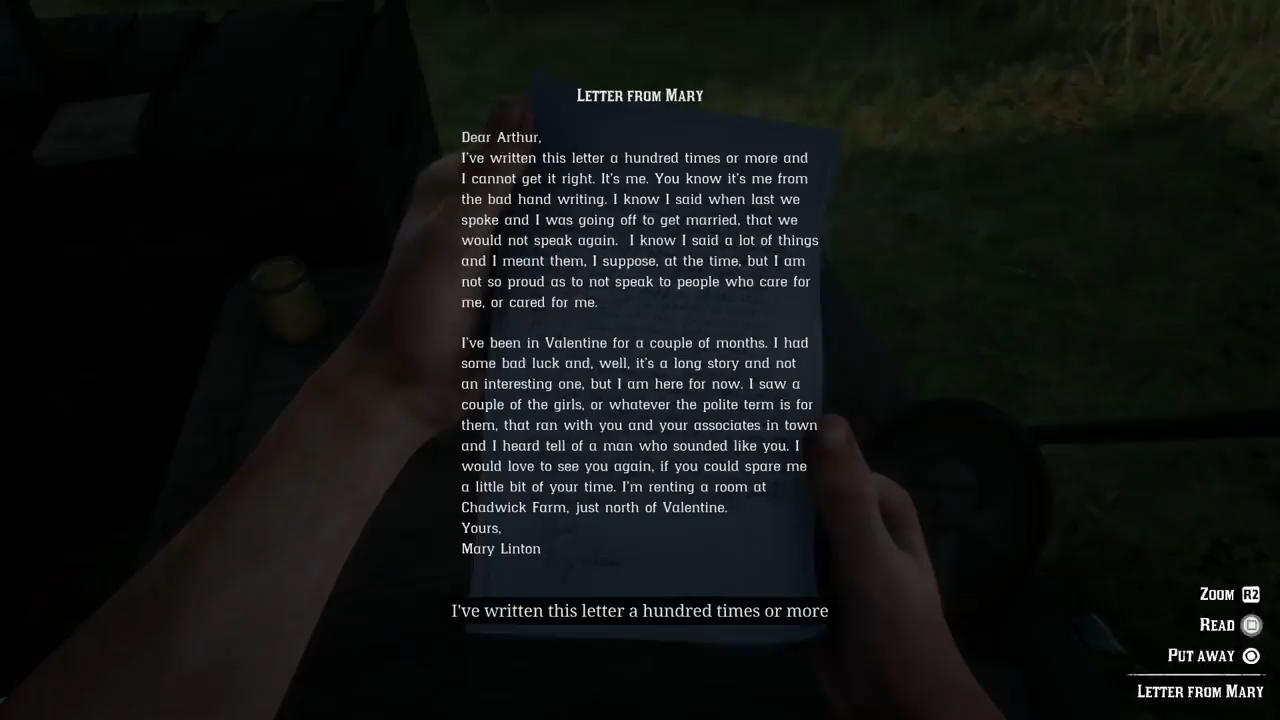 LETTER FROM MARY
Dear Arthur,
I've written this letter a hundred times or more and
I cannot get it right. It's me. You know it's me from
the bad hand writing. I know I said when last we
spoke and I was going off to get married, that we
would not speak again.  I know I said a lot of things
and I meant them, I suppose, at the time, but I am
not so proud as to not speak to people who care for
me, or cared for me.
I've been in Valentine for a couple of months. I had
some bad luck and, well, it's a long story and not
an interesting one, but I am here for now. I saw a
couple of the girls, or whatever the polite term is for
them, that ran with you and your associates in town
and I heard tell of a man who sounded like you. I
would love to see you again, if you could spare me
a little bit of your time. I'm renting a room at
Chadwick Farm, just north of Valentine.
Yours,
Mary Linton
I've written this letter a hundred times or more
ZOOM R2
READ
PUT AWAY
LETTER FROM MARY